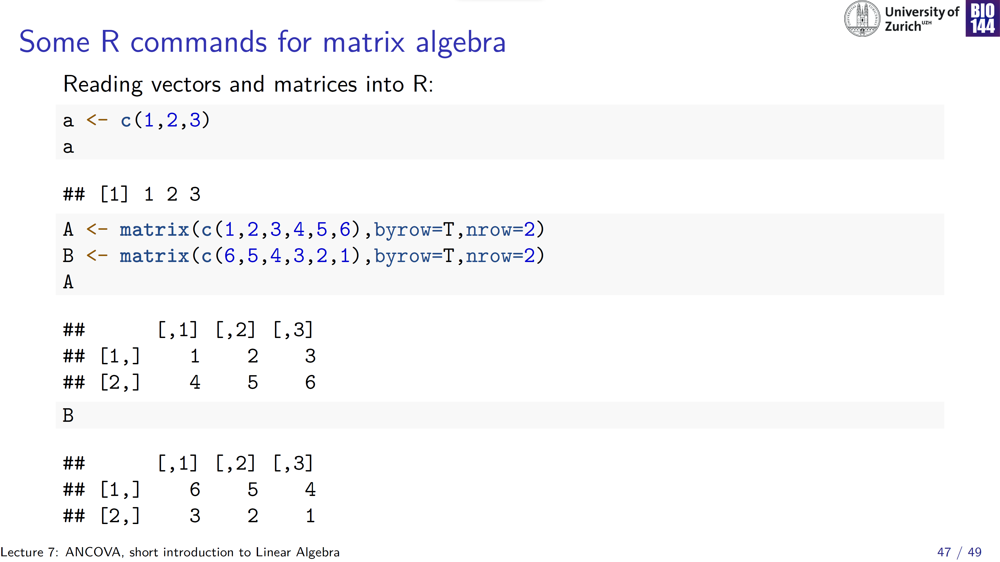 University of
Zurich UZH
BIO
144
Some R commands for matrix algebra
Reading vectors and matrices into R:
a <- c(1,2,3)
a
## [1] 1 2 3
A <- matrix(c(1,2,3,4,5,6),byrow=T,nrow=2)
B <- matrix(c(6,5,4,3,2,1),byrow=T,nrow=2)
A
##      [,1] [,2] [,3]
## [1,]    1    2    3
## [2,]    4    5    6
B
##      [,1] [,2] [,3]
## [1,]    6    5    4
## [2,]    3    2    1
Lecture 7: ANCOVA, short introduction to Linear Algebra
47 / 49